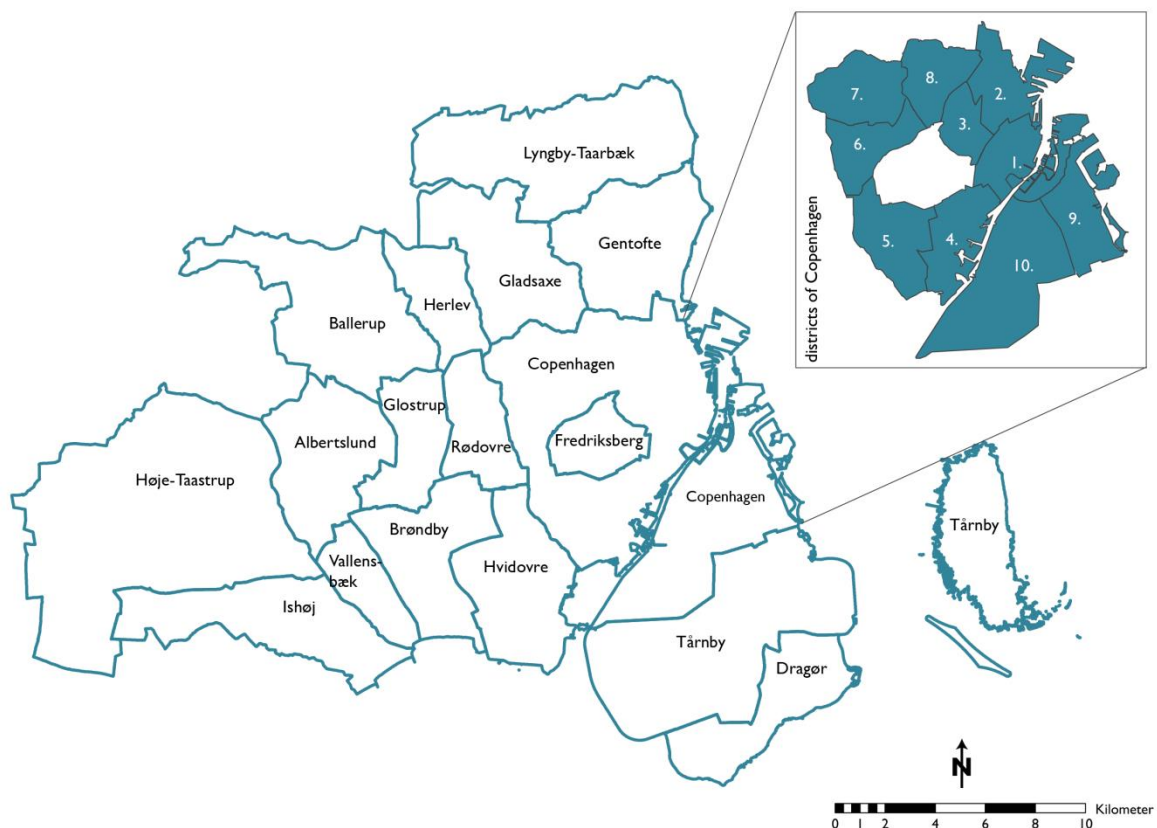 Lyngby-Taarbæk
Gentofte
Gladsaxe
Herlev
Ballerup
Copenhagen
Glostrup
Rødovre
Fredriksberg
Albertslund
Høje-Taastrup
Copenhagen
Brøndby
Vallens-
bæk
Hvidovre
Ishøj
Tårnby
Dragør
Tårnby
districts of Copenhagen
8.
7.
2.
3.
6.
1.
9.
5.
4.
10.
N
Kilometer
0 1 2 4 6 8 10